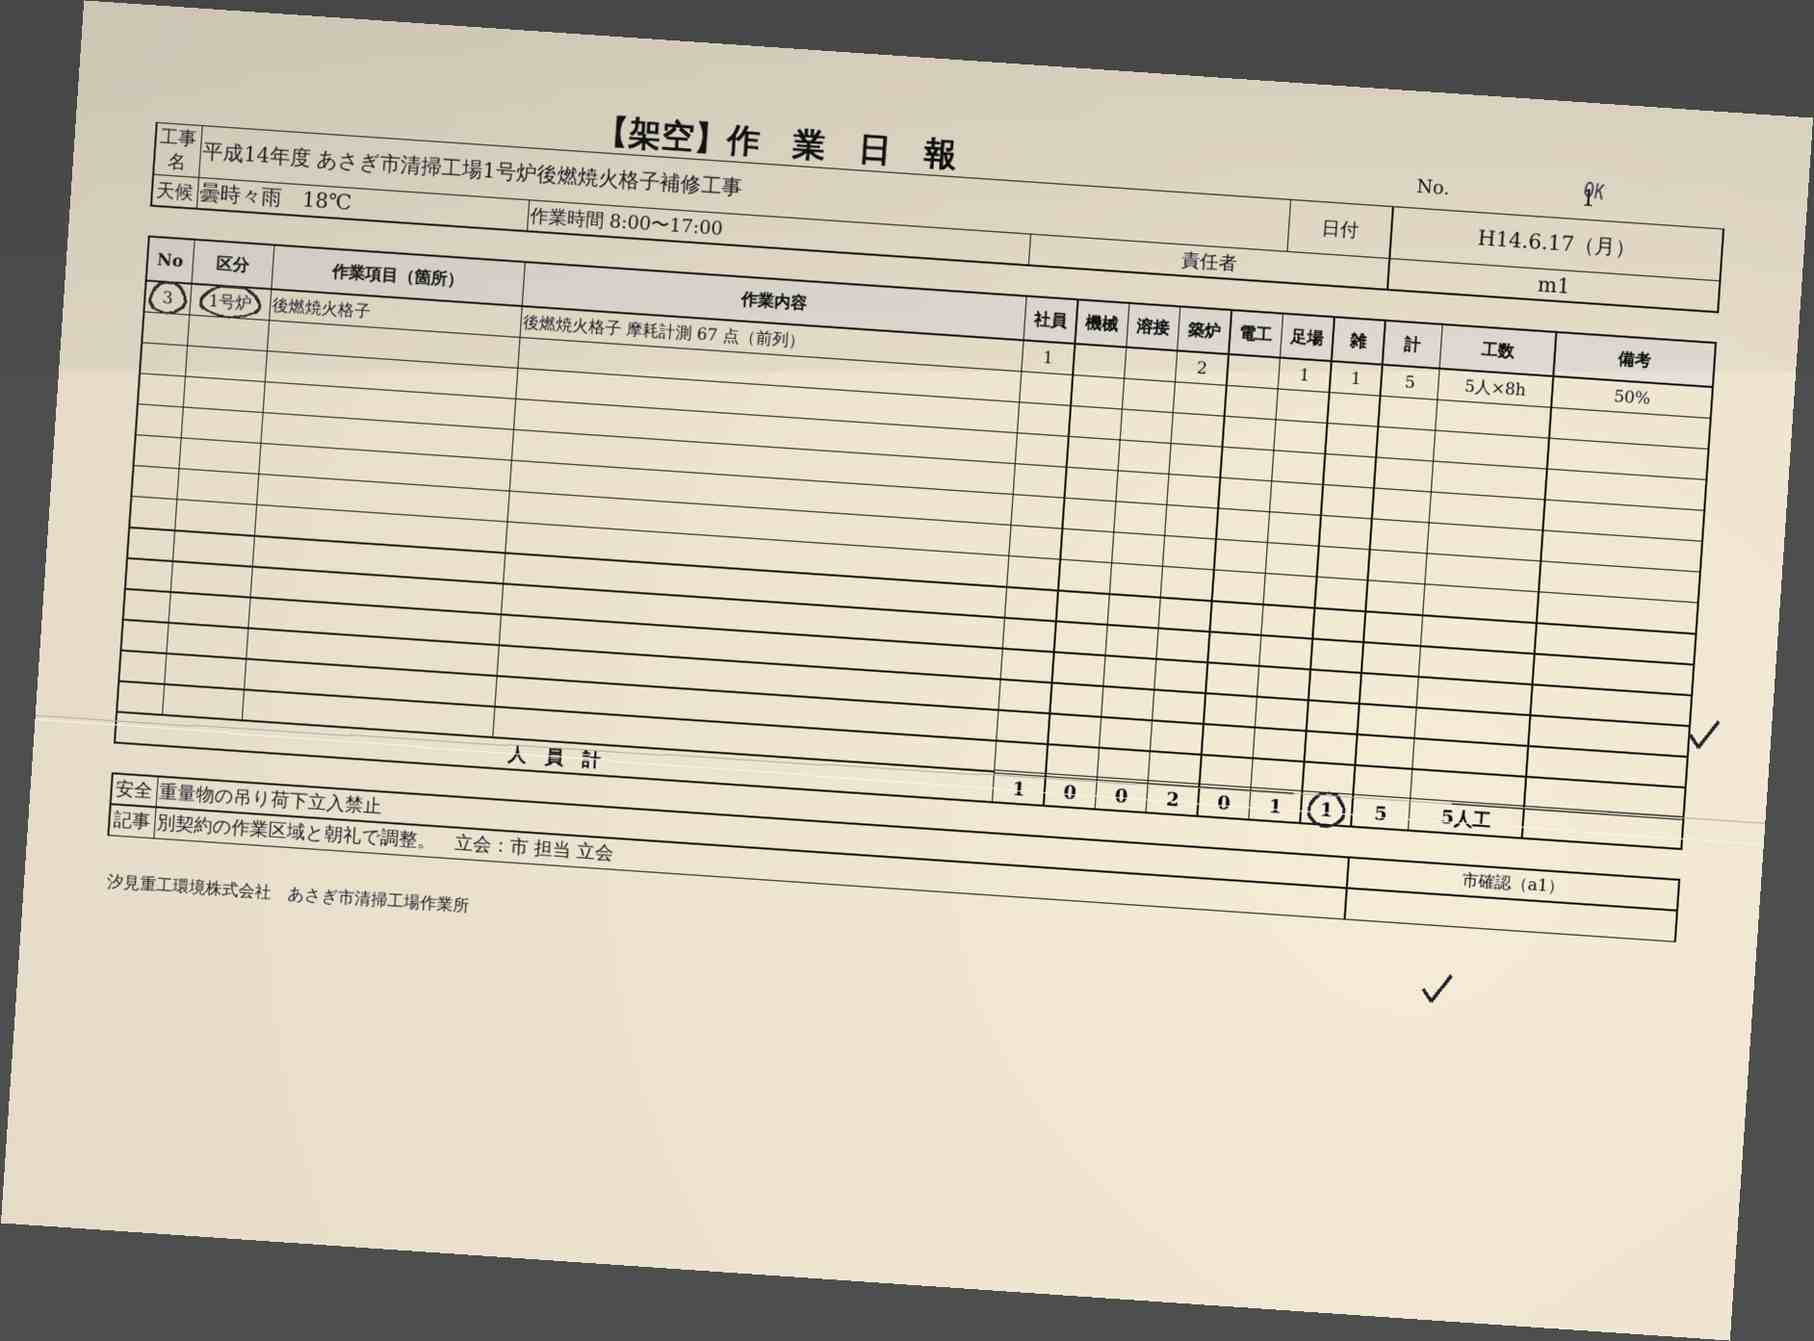 【架空】作 業 日 報
No. 1
OK
工事名 平成14年度 あさぎ市清掃工場1号炉後燃焼火格子補修工事 日付 H14.6.17（月）
天候 曇時々雨 18℃ 作業時間 8:00〜17:00 責任者 m1
No 区分 作業項目（箇所） 作業内容 社員 機械 溶接 築炉 電工 足場 雑 計 工数 備考
3 1号炉 後燃焼火格子 後燃焼火格子 摩耗計測 67 点（前列） 1 2 1 1 5 5人×8h 50%
人 員 計 1 0 0 2 0 1 1 5 5人工
安全 重量物の吊り荷下立入禁止 市確認（a1）
記事 別契約の作業区域と朝礼で調整。 立会：市 担当 立会
汐見重工環境株式会社 あさぎ市清掃工場作業所